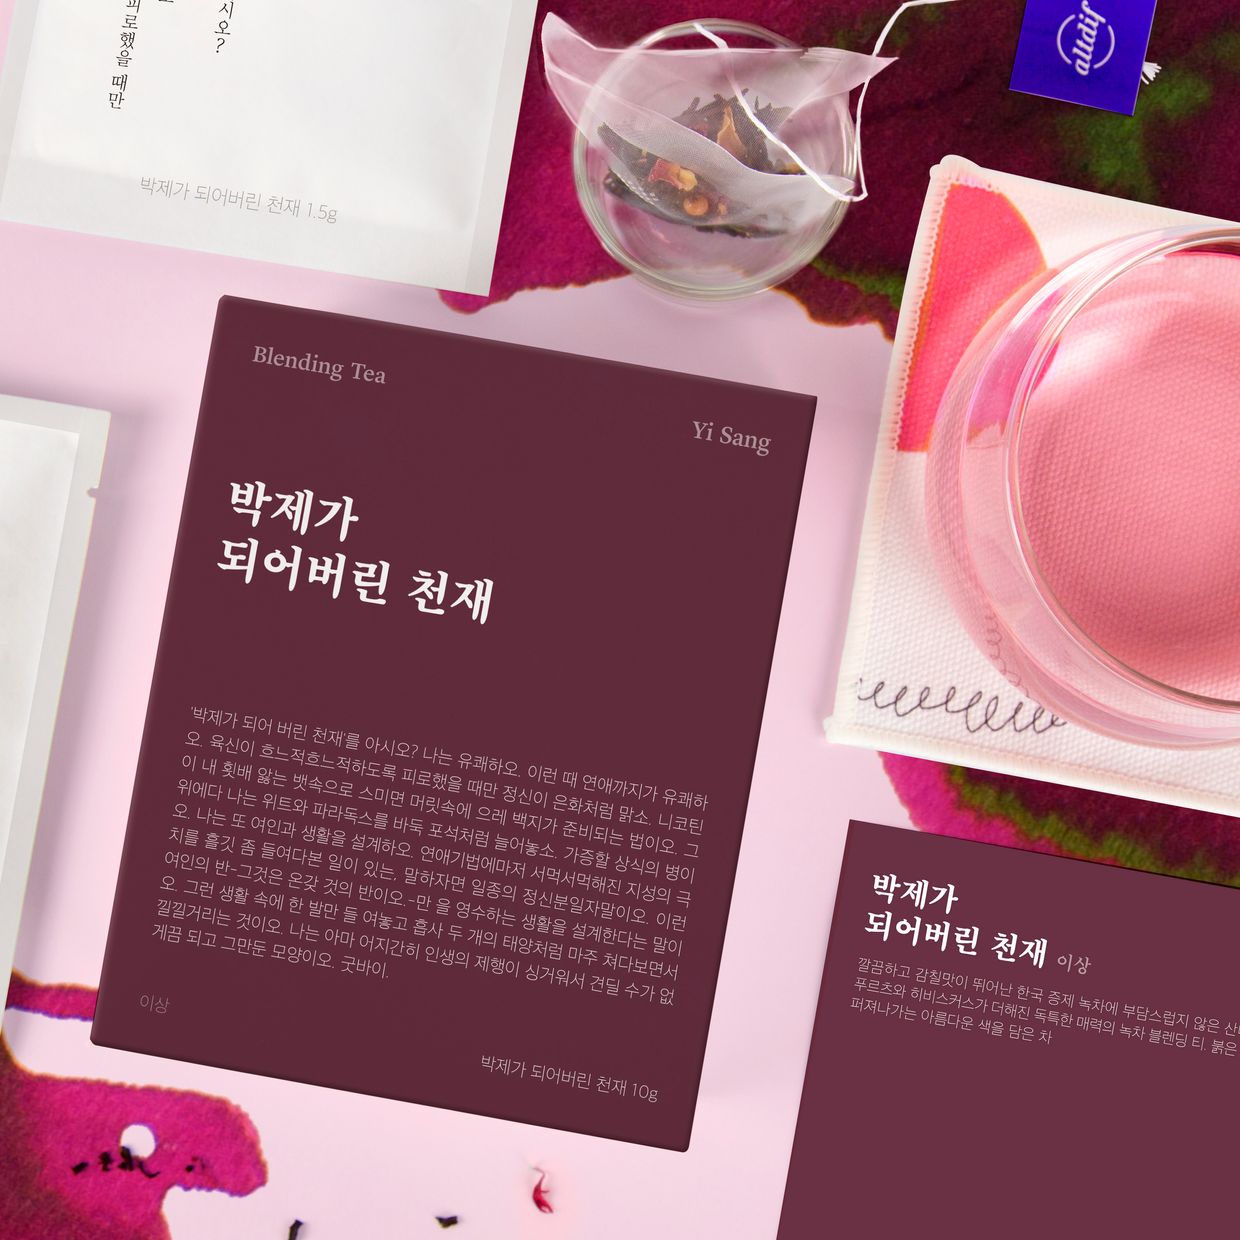 시오?
피로했을 때만
박제가 되어버린 천재 1.5g
alldif
Blending Tea
Yi Sang
박제가
되어버린 천재
'박제가 되어 버린 천재'를 아시오? 나는 유쾌하오. 이런 때 연애까지가 유쾌하
오. 육신이 흐느적흐느적하도록 피로했을 때만 정신이 은화처럼 맑소. 니코틴
이 내 횟배 앓는 뱃속으로 스미면 머릿속에 으레 백지가 준비되는 법이오. 그
위에다 나는 위트와 파라독스를 바둑 포석처럼 늘어놓소. 가증할 상식의 병이
오. 나는 또 여인과 생활을 설계하오. 연애기법에마저 서먹서먹해진 지성의 극
치를 흘깃 좀 들여다본 일이 있는, 말하자면 일종의 정신분일자말이오. 이런
여인의 반-그것은 온갖 것의 반이오.-만 을 영수하는 생활을 설계한다는 말이
오. 그런 생활 속에 한 발만 들 여놓고 흡사 두 개의 태양처럼 마주 쳐다보면서
낄낄거리는 것이오. 나는 아마 어지간히 인생의 제행이 싱거워서 견딜 수가 없
게끔 되고 그만둔 모양이오. 굿바이.
이상
박제가 되어버린 천재 10g
박제가
되어버린 천재 이상
깔끔하고 감칠맛이 뛰어난 한국 증제 녹차에 부담스럽지 않은
푸르츠와 히비스커스가 더해진 독특한 매력의 녹차 블렌딩 티. 붉은
퍼져나가는 아름다운 색을 담은 차